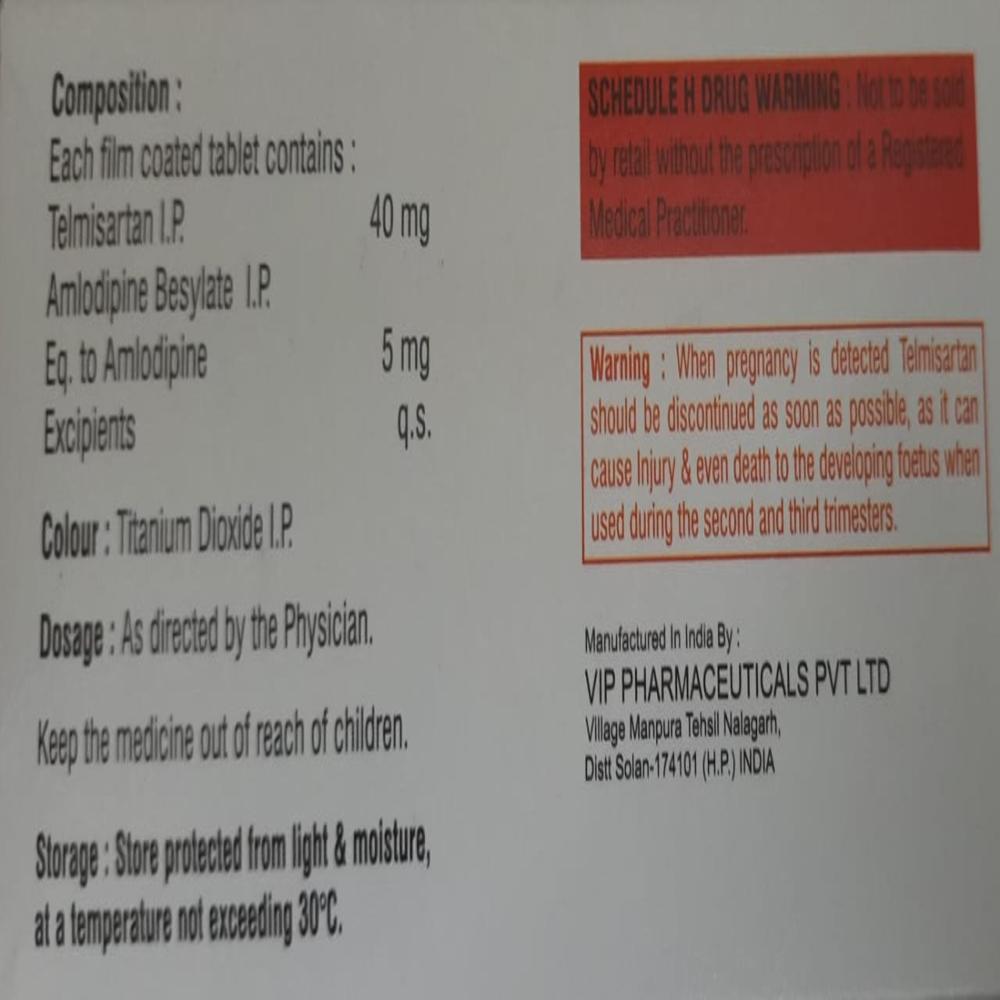 Composition :
Each film coated tablet contains :
Telmisartan I.P. 40 mg
Amlodipine Besylate I.P.
Eq. to Amlodipine 5 mg
Excipients q.s.
Colour : Titanium Dioxide I.P.
Dosage : As directed by the Physician.
Keep the medicine out of reach of children.
Storage : Store protected from light & moisture,
at a temperature not exceeding 30°C.
SCHEDULE H DRUG WARMING : Not to be sold
by retail without the prescription of a Registered
Medical Practitioner.
Warning : When pregnancy is detected Telmisartan
should be discontinued as soon as possible, as it can
cause Injury & even death to the developing foetus when
used during the second and third trimesters.
Manufactured In India By :
VIP PHARMACEUTICALS PVT LTD
Village Manpura Tehsil Nalagarh,
Distt Solan-174101 (H.P.) INDIA